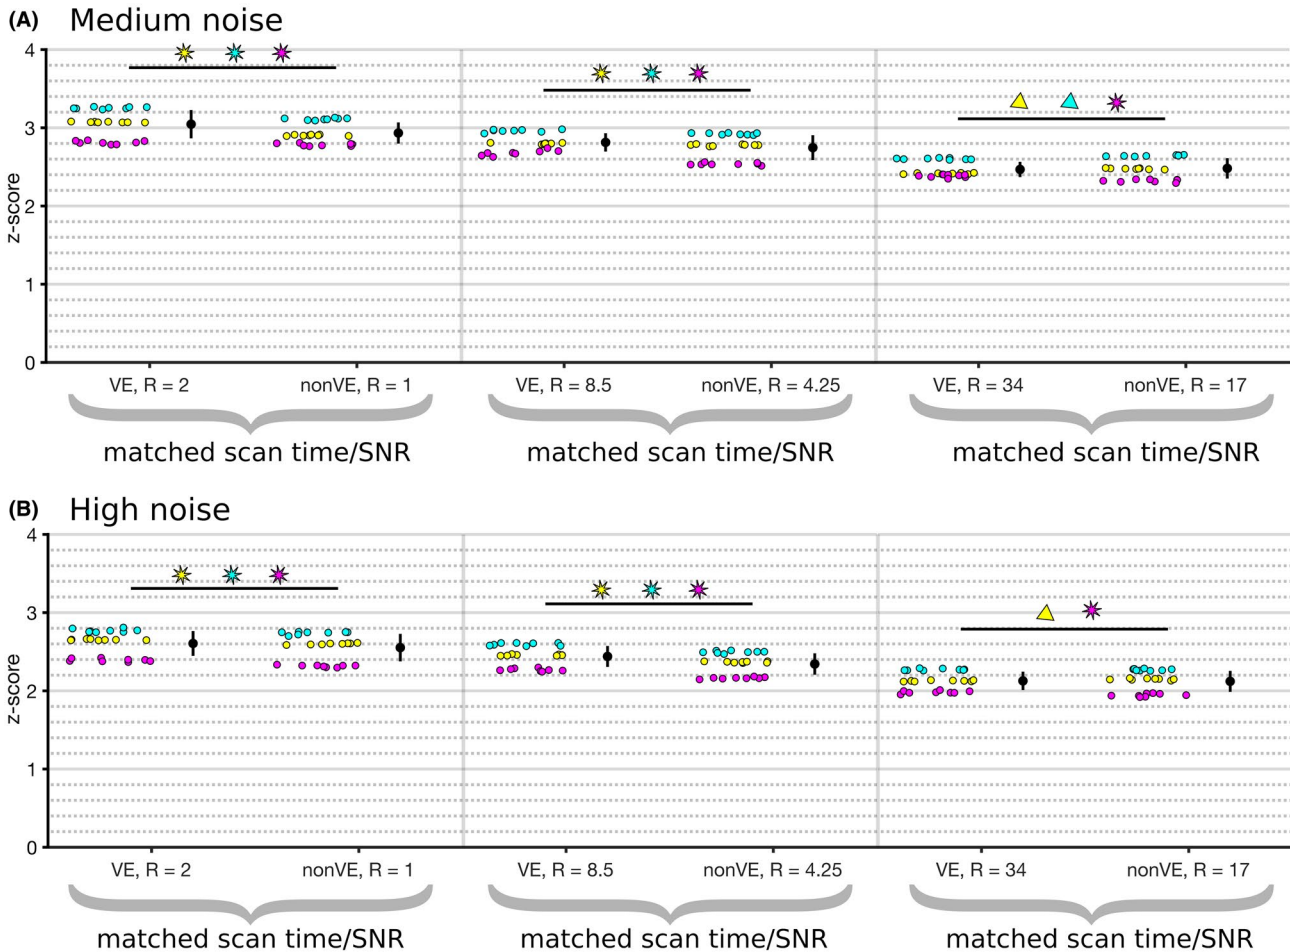 (A) Medium noise
4
3
2
1
0
z-score
VE, R = 2 nonVE, R = 1 VE, R = 8.5 nonVE, R = 4.25 VE, R = 34 nonVE, R = 17
matched scan time/SNR matched scan time/SNR matched scan time/SNR
(B) High noise
4
3
2
1
0
z-score
VE, R = 2 nonVE, R = 1 VE, R = 8.5 nonVE, R = 4.25 VE, R = 34 nonVE, R = 17
matched scan time/SNR matched scan time/SNR matched scan time/SNR